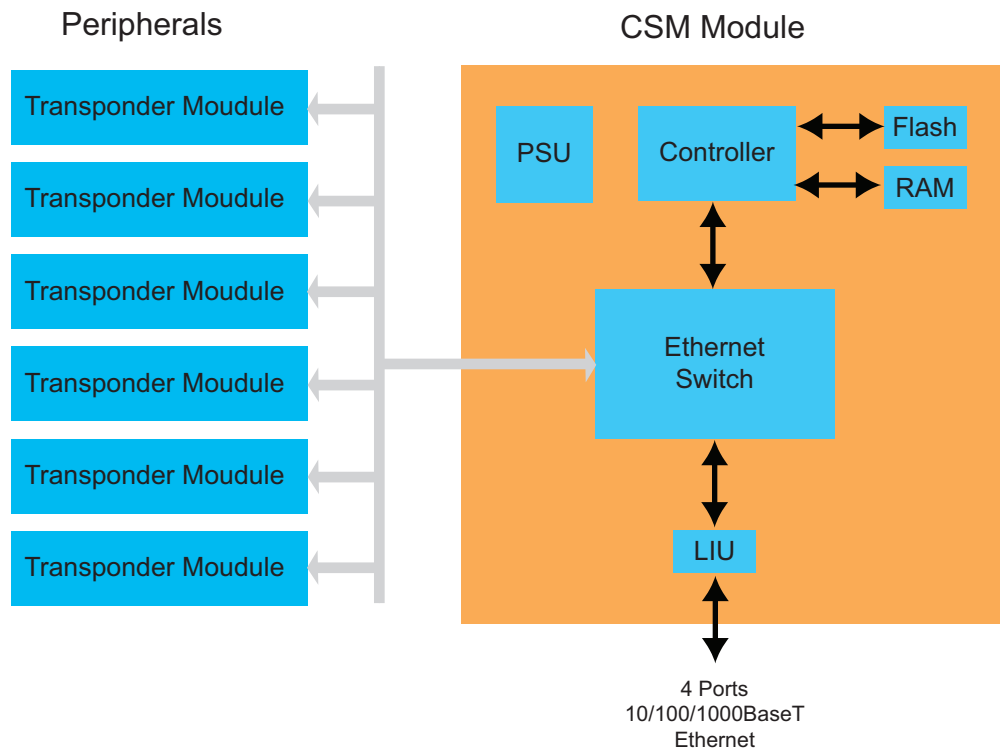 Peripherals
Transponder Moudule
Transponder Moudule
Transponder Moudule
Transponder Moudule
Transponder Moudule
Transponder Moudule
CSM Module
PSU
Controller
Flash
RAM
Ethernet
Switch
LIU
4 Ports
10/100/1000BaseT
Ethernet